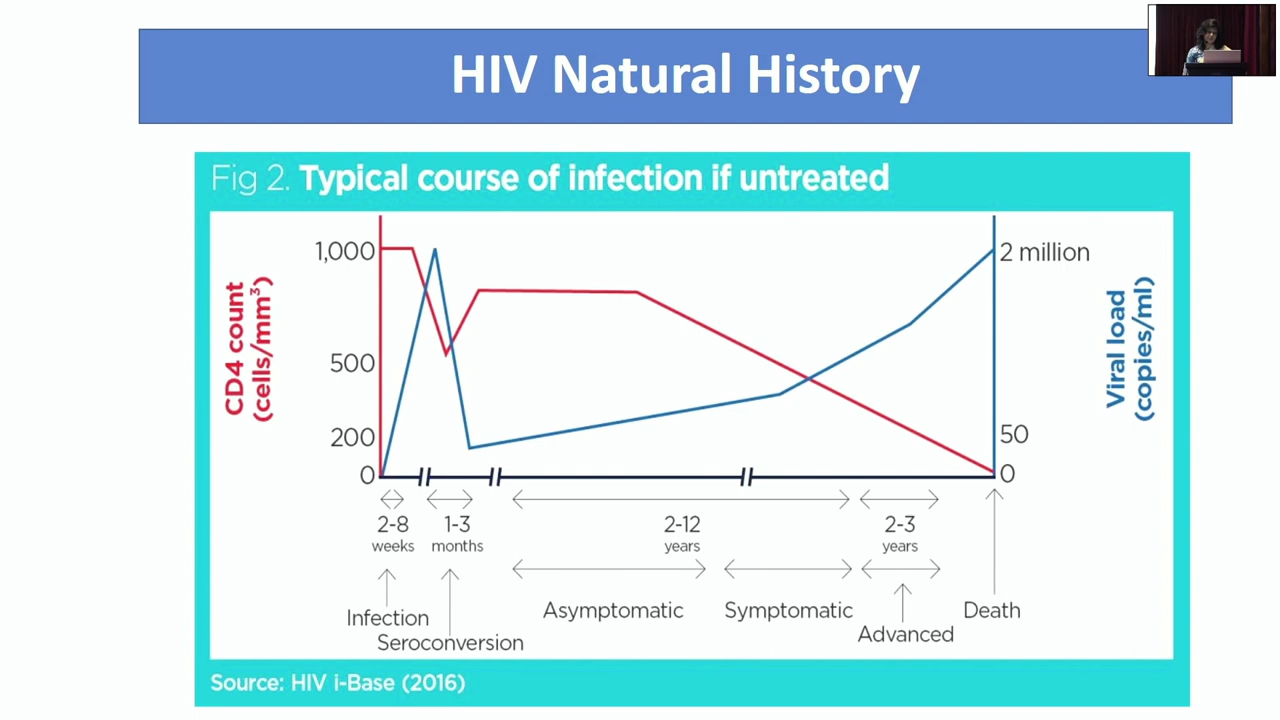 HIV Natural History
Fig 2. Typical course of infection if untreated
CD4 count
(cells/mm³)
1,000
500
200
0
2 million
50
0
Viral load
(copies/ml)
2-8
weeks
1-3
months
2-12
years
2-3
years
Infection
Seroconversion
Asymptomatic
Symptomatic
Advanced
Death
Source: HIV i-Base (2016)